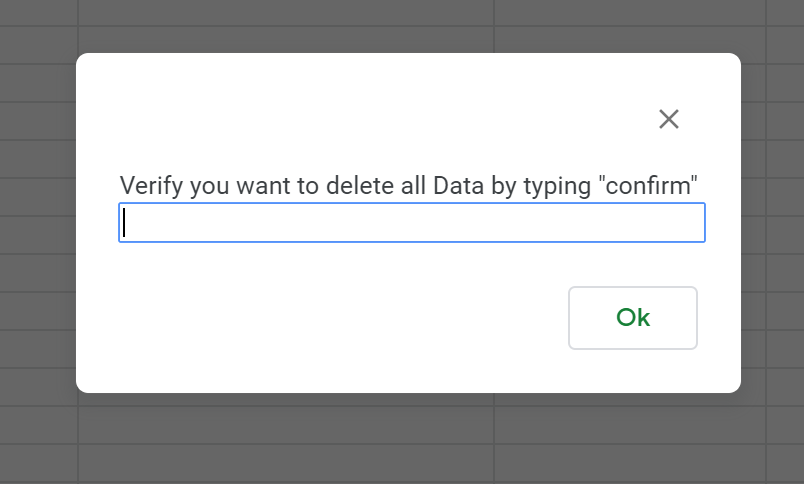 Verify you want to delete all Data by typing "confirm"
Ok